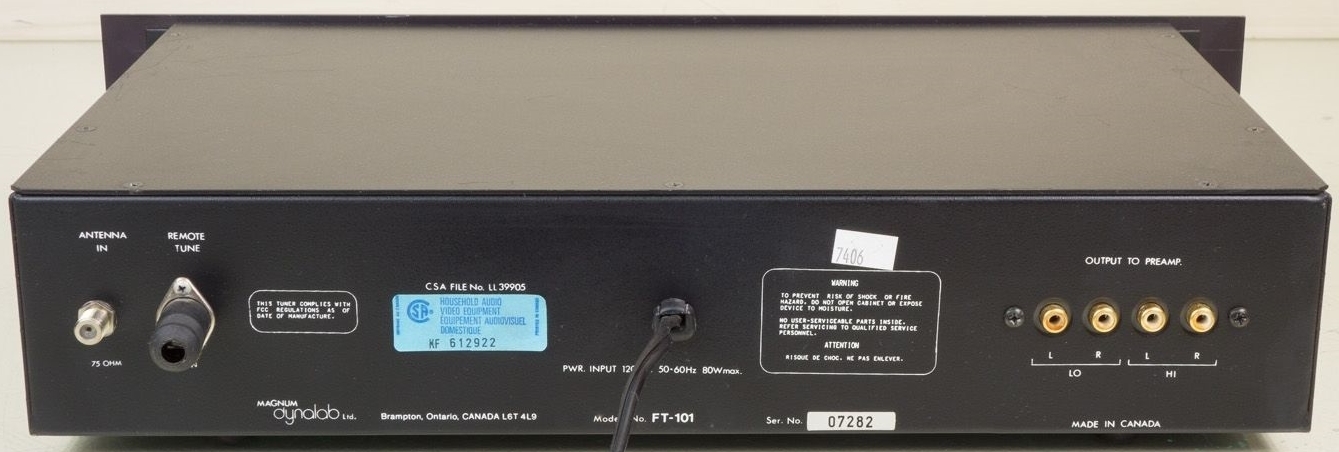 ANTENNA
IN
75 OHM
REMOTE
TUNE
THIS TUNER COMPLIES WITH
FCC REGULATIONS AS OF
DATE OF MANUFACTURE.
CSA FILE No. LL39905
HOUSEHOLD AUDIO
VIDEO EQUIPMENT
EQUIPEMENT AUDIOVISUEL
DOMESTIQUE
KF 612922
PWR. INPUT 50-60Hz 80Wmax.
7406
WARNING
TO PREVENT RISK OF SHOCK OR FIRE
HAZARD, DO NOT OPEN CABINET OR EXPOSE
DEVICE TO MOISTURE.
NO USER-SERVICEABLE PARTS INSIDE.
REFER SERVICING TO QUALIFIED SERVICE
PERSONNEL.
ATTENTION
RISQUE DE CHOC, NE PAS ENLEVER.
OUTPUT TO PREAMP.
L R L R
LO HI
MAGNUM
dynalab Ltd.
Brampton, Ontario, CANADA L6T 4L9
No. FT-101
Ser. No. 07282
MADE IN CANADA